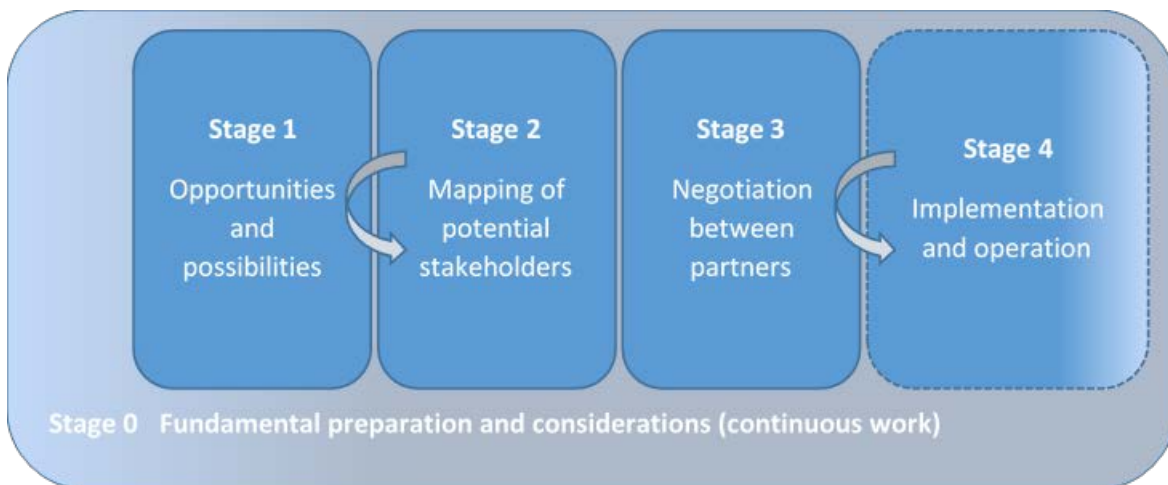 Stage 1
Opportunities
and
possibilities
Stage 2
Mapping of
potential
stakeholders
Stage 3
Negotiation
between
partners
Stage 4
Implementation
and operation
Stage 0 Fundamental preparation and considerations (continuous work)